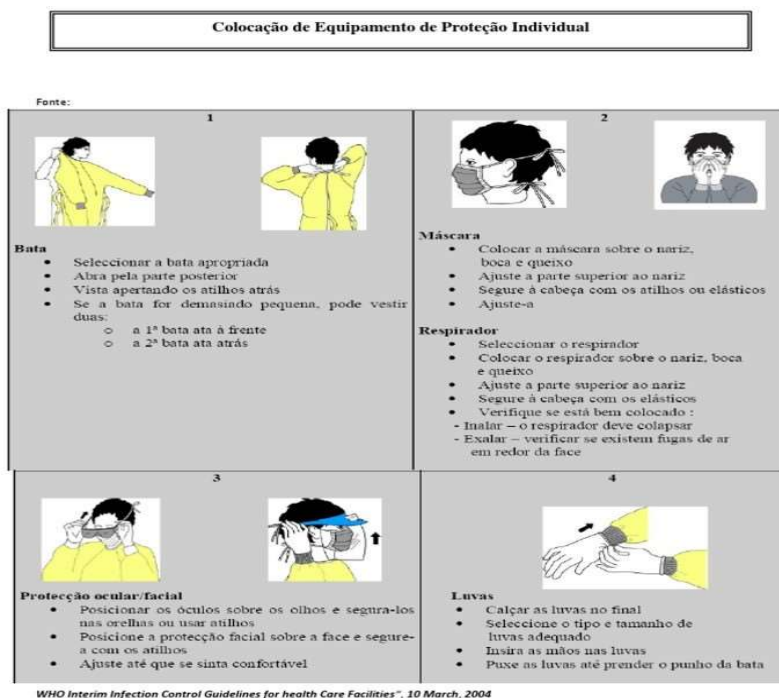 Colocação de Equipamento de Proteção Individual
Fonte:
1
Bata
• Seleccionar a bata apropriada
• Abra pela parte posterior
• Vista apertando os atilhos atrás
• Se a bata for demasiado pequena, pode vestir
duas:
o a 1ª bata ata à frente
o a 2ª bata ata atrás
2
Máscara
• Colocar a máscara sobre o nariz,
boca e queixo
• Ajuste a parte superior ao nariz
• Segure à cabeça com os atilhos ou elásticos
• Ajuste-a
Respirador
• Seleccionar o respirador
• Colocar o respirador sobre o nariz, boca
e queixo
• Ajuste a parte superior ao nariz
• Segure à cabeça com os elásticos
• Verifique se está bem colocado :
- Inalar – o respirador deve colapsar
- Exalar – verificar se existem fugas de ar
em redor da face
3
Protecção ocular/facial
• Posicionar os óculos sobre os olhos e segura-los
nas orelhas ou usar atilhos
• Posicione a protecção facial sobre a face e segure-
a com os atilhos
• Ajuste até que se sinta confortável
4
Luvas
• Calçar as luvas no final
• Seleccione o tipo e tamanho de
luvas adequado
• Insira as mãos nas luvas
• Puxe as luvas até prender o punho da bata
WHO Interim Infection Control Guidelines for health Care Facilities", 10 March, 2004